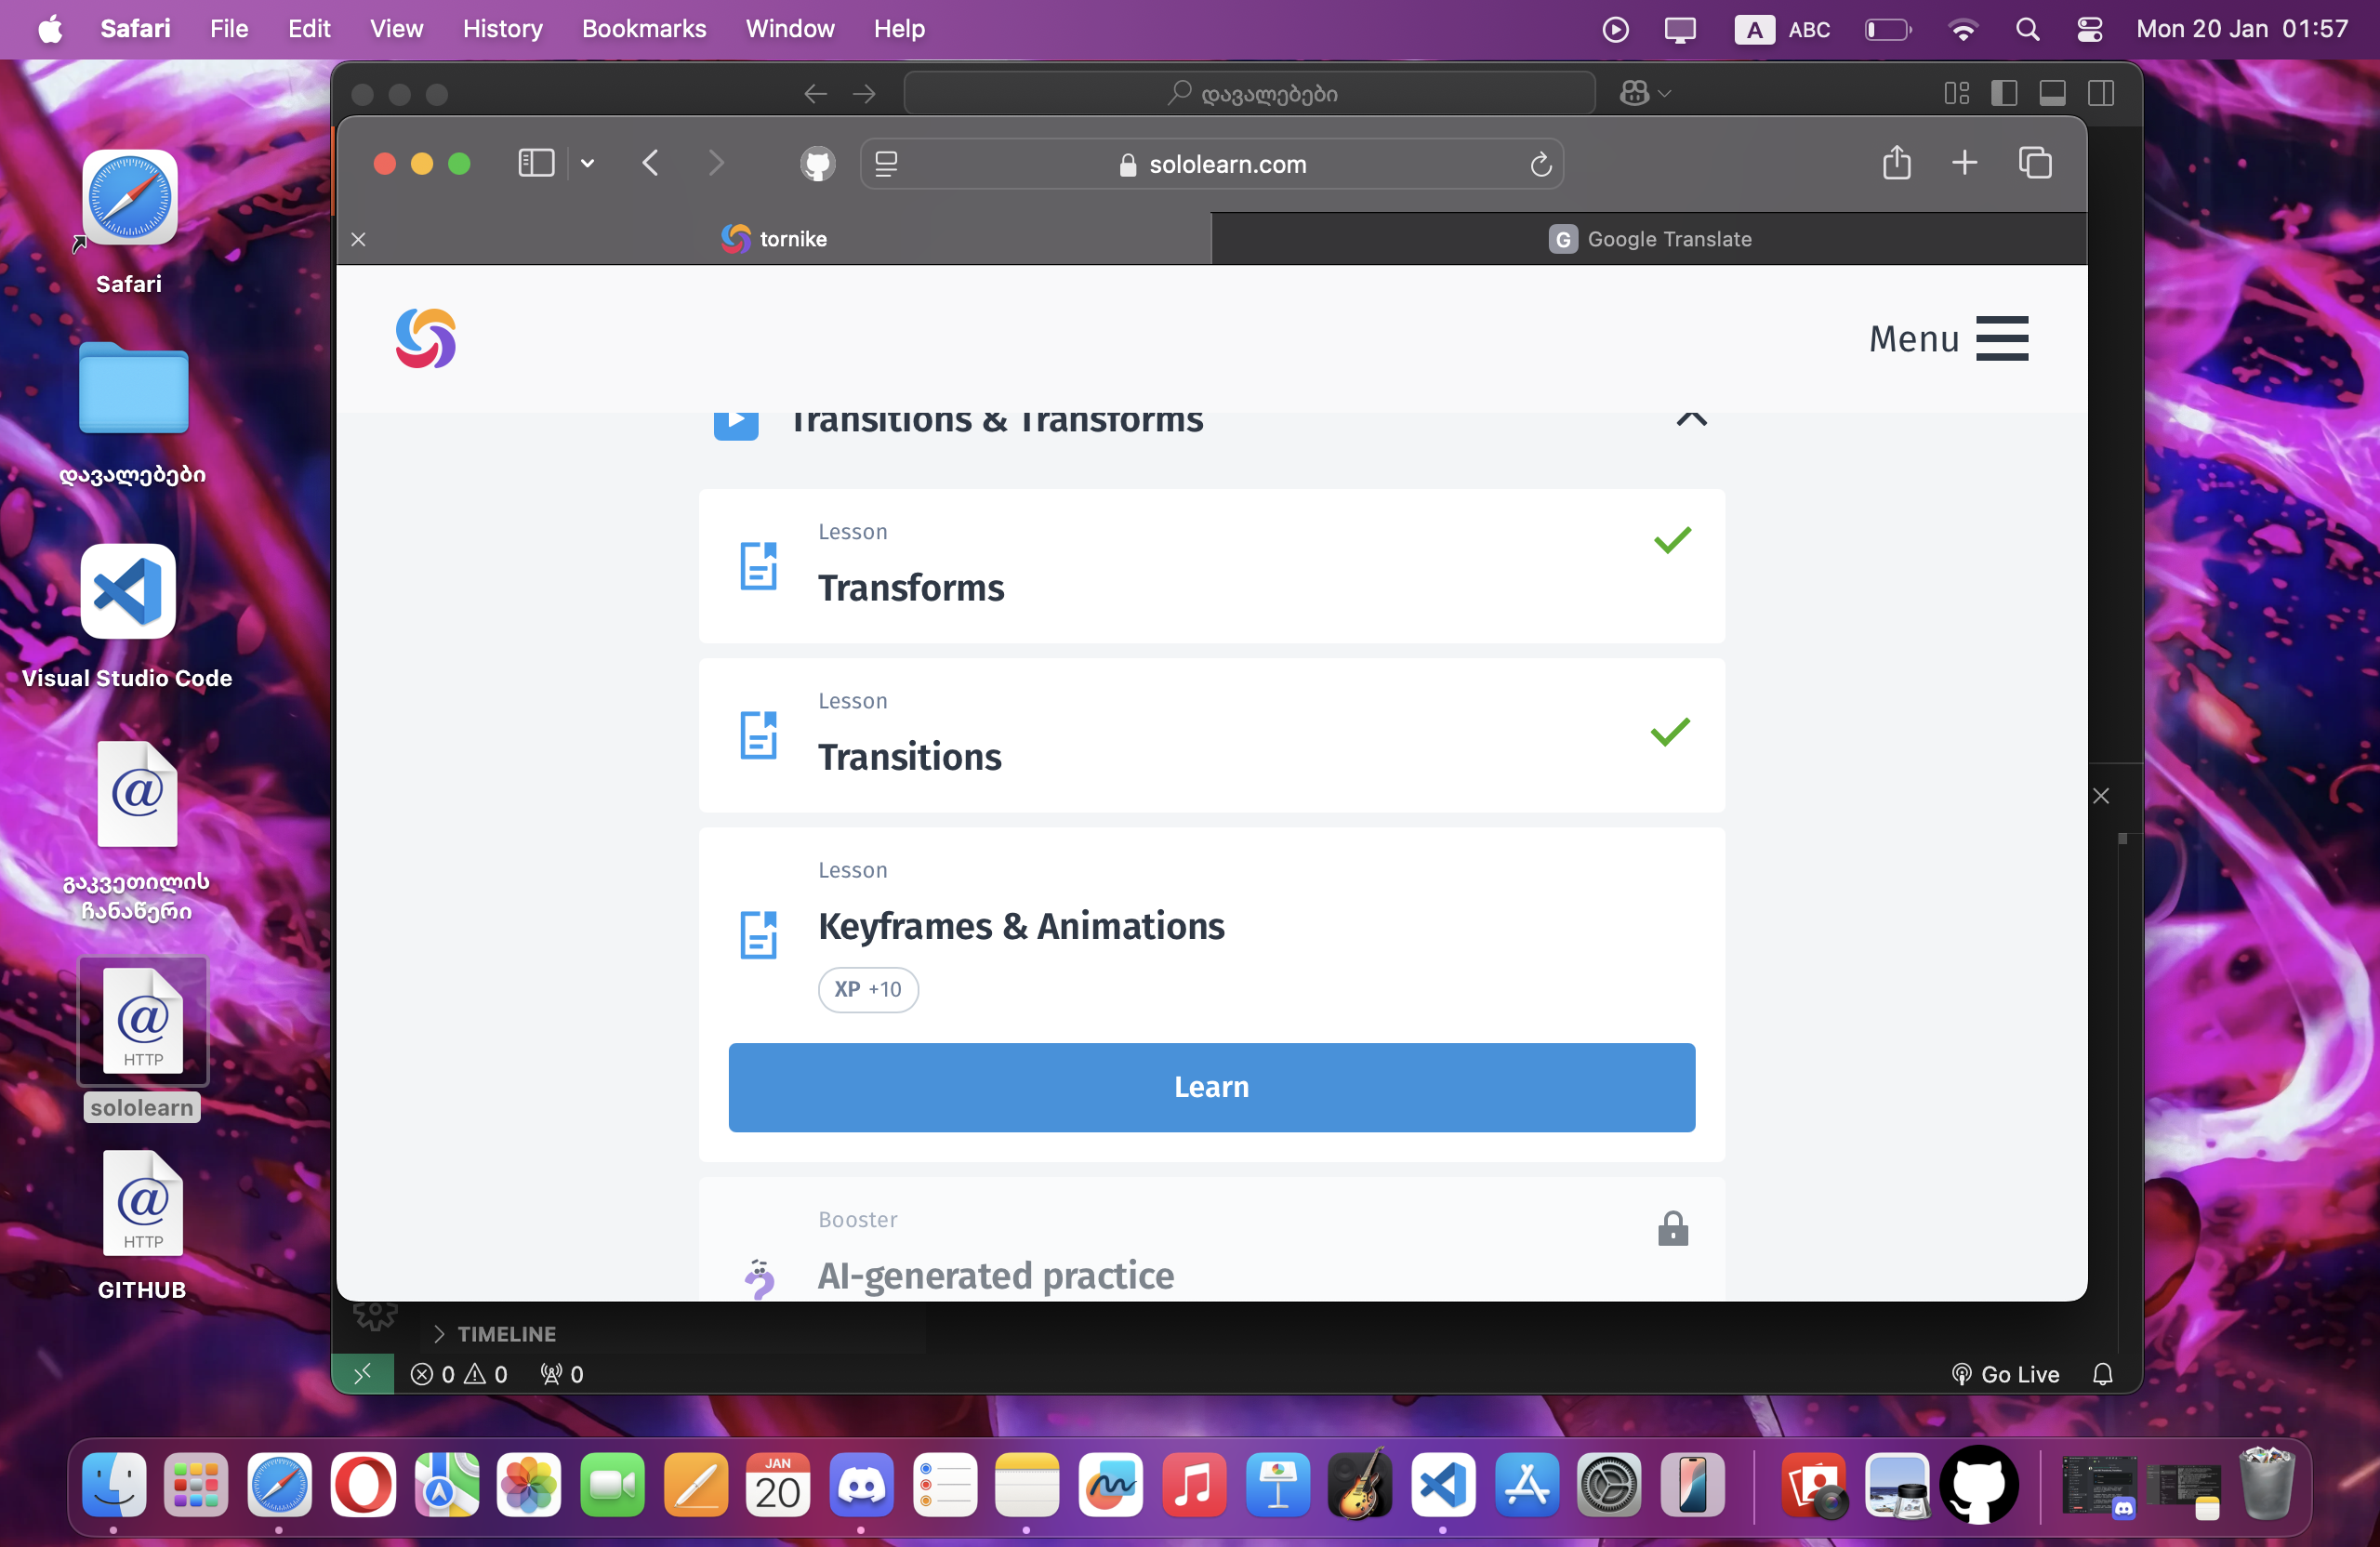 Safari File Edit View History Bookmarks Window Help
A ABC Mon 20 Jan 01:57
დავალებები
sololearn.com
tornike
G Google Translate
Menu
Transitions & Transforms
Lesson
Transforms
Lesson
Transitions
Lesson
Keyframes & Animations
XP +10
Learn
Booster
AI-generated practice
TIMELINE
0 0 0
Go Live
Safari
დავალებები
Visual Studio Code
@
გაკვეთილის
ჩანაწერი
@
HTTP
sololearn
@
HTTP
GITHUB
JAN
20